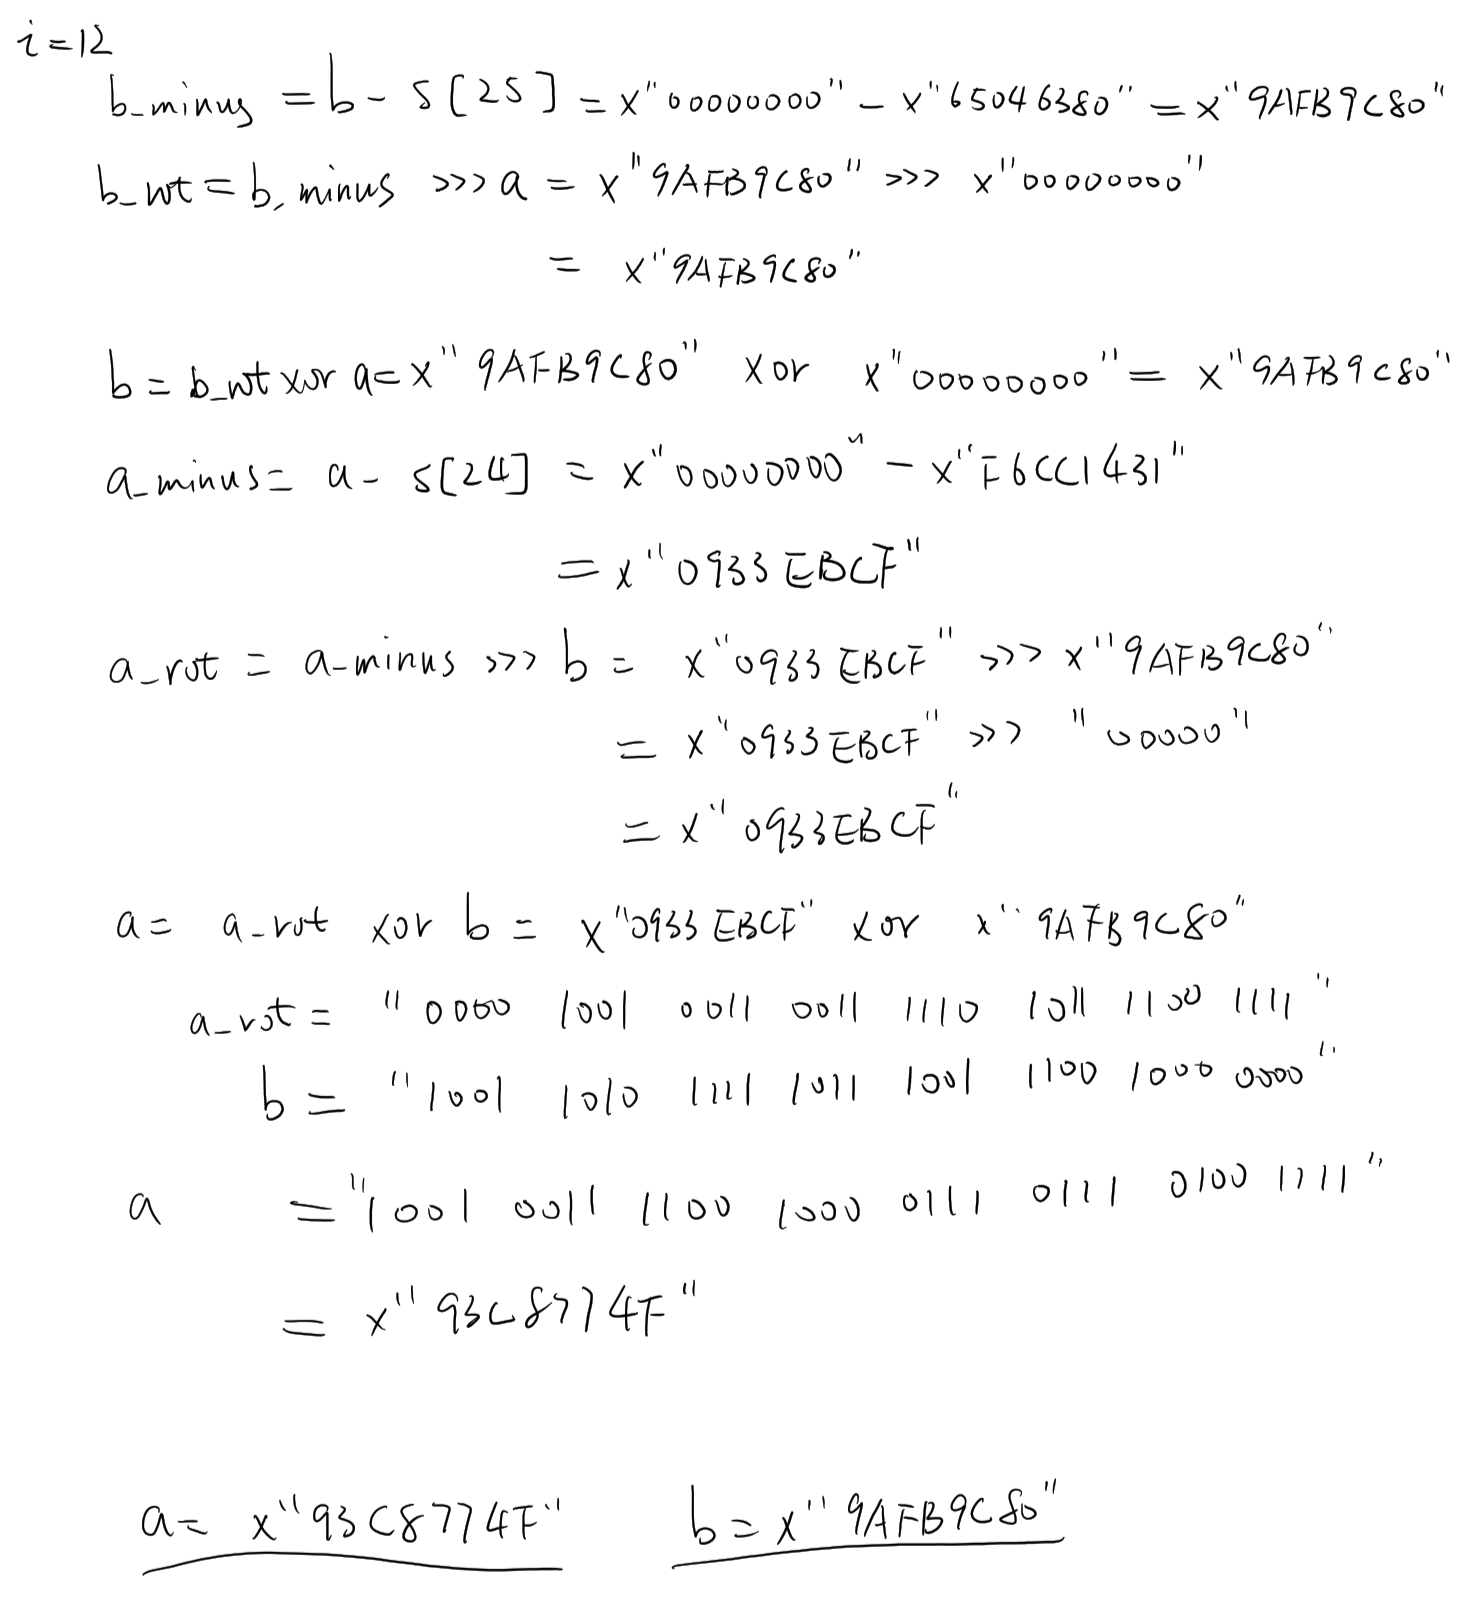 i=12
b_minus = b - S[25] = x"00000000" - x"65046380" = x"9AFB9C80"
b_rot = b_minus >>> a = x"9AFB9C80" >>> x"00000000"
= x"9AFB9C80"
b = b_rot xor a = x"9AFB9C80" xor x"00000000" = x"9AFB9C80"
a_minus = a - S[24] = x"00000000" - x"F6CC1431"
= x"0933EBCF"
a_rot = a_minus >>> b = x"0933EBCF" >>> x"9AFB9C80"
= x"0933EBCF" >>> "00000"
= x"0933EBCF"
a = a_rot xor b = x"0933EBCF" xor x"9AFB9C80"
a_rot = "0000 1001 0011 0011 1110 1011 1100 1111"
b = "1001 1010 1111 1011 1001 1100 1000 0000"
a = "1001 0011 1100 1000 0111 0111 0100 1111"
= x"93C8774F"
a = x"93C8774F" b = x"9AFB9C80"